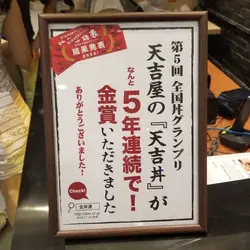 第5回 全国丼グランプリ
天吉屋の『天吉丼』が
なんと
5年連続で!
金賞いただきました
ありがとうございました!
結果発表
Check!
全丼連